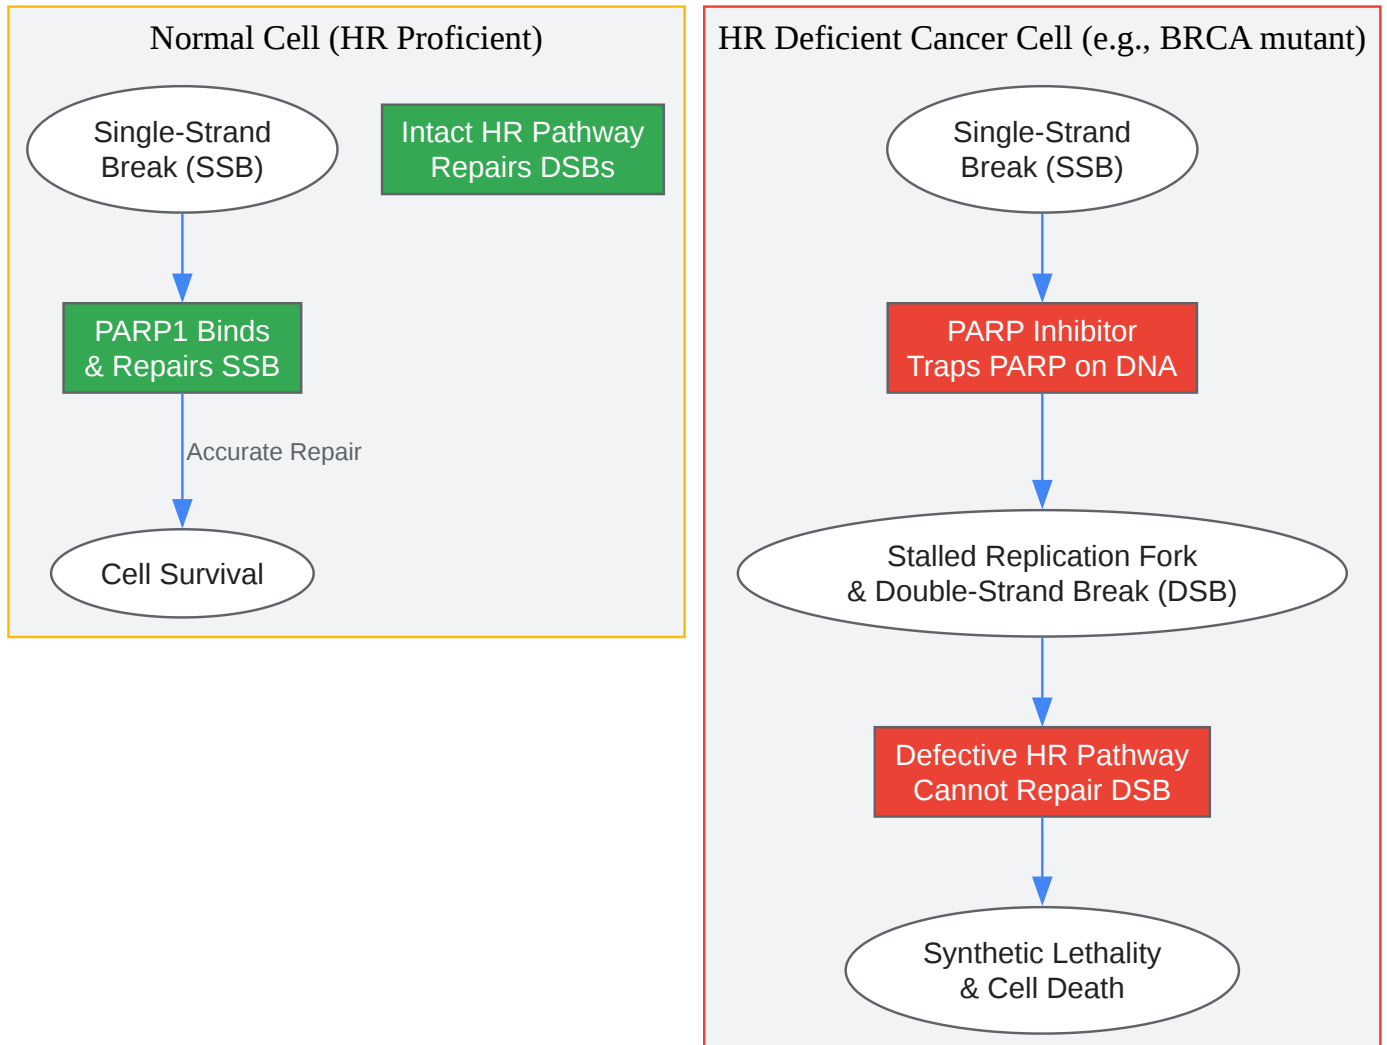 Normal Cell (HR Proficient)
Single-Strand
Break (SSB)
Intact HR Pathway
Repairs DSBs
PARP1 Binds
& Repairs SSB
Accurate Repair
Cell Survival
HR Deficient Cancer Cell (e.g., BRCA mutant)
Single-Strand
Break (SSB)
PARP Inhibitor
Traps PARP on DNA
Stalled Replication Fork
& Double-Strand Break (DSB)
Defective HR Pathway
Cannot Repair DSB
Synthetic Lethality
& Cell Death